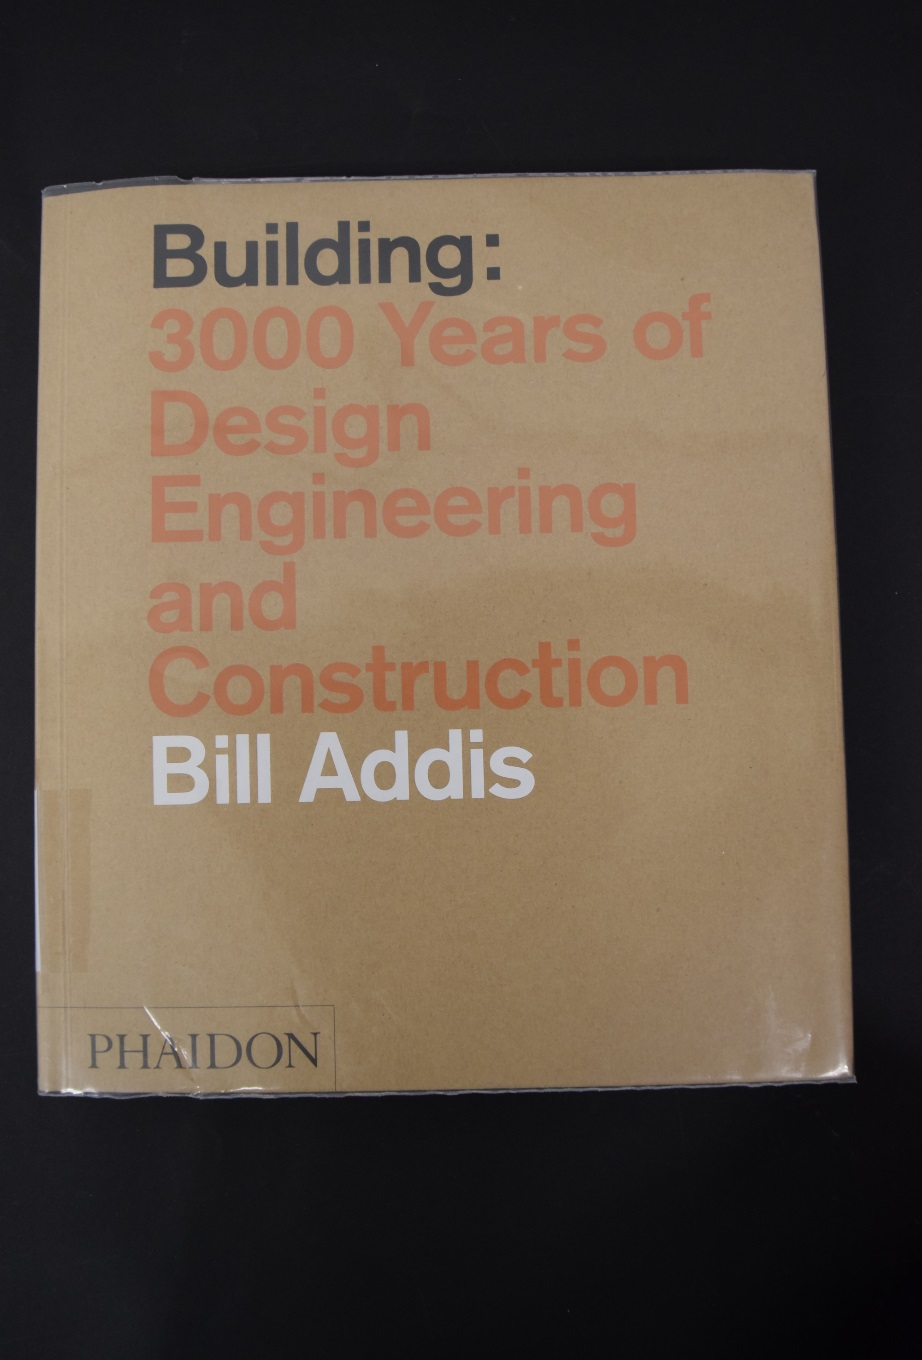 Building:
3000 Years of
Design
Engineering
and
Construction
Bill Addis
PHAIDON